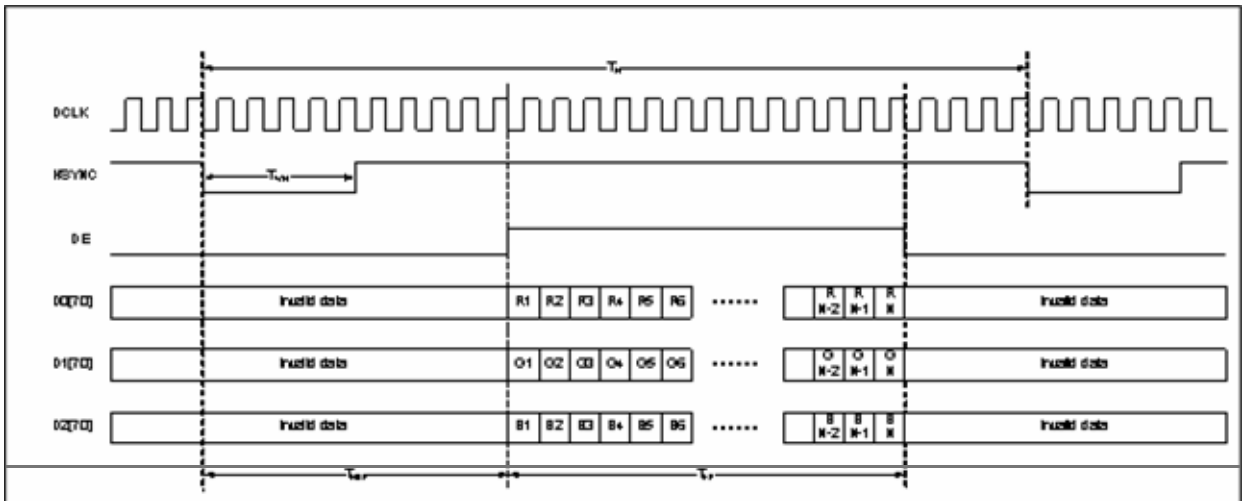 DCLK
HSYNC
DE
D0[7:0]
Invalid data
R1 R2 R3 R4 R5 R6 ...... R N-2 R N-1 R N
Invalid data
D1[7:0]
Invalid data
G1 G2 G3 G4 G5 G6 ...... G N-2 G N-1 G N
Invalid data
D2[7:0]
Invalid data
B1 B2 B3 B4 B5 B6 ...... B N-2 B N-1 B N
Invalid data